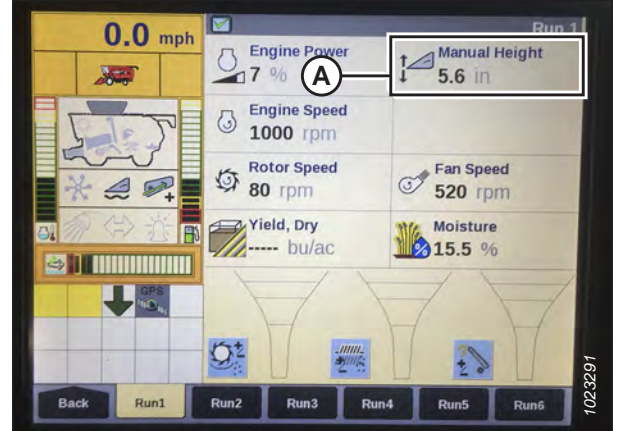 0.0 mph
Run 1
Engine Power
7 %
A
Manual Height
5.6 in
Engine Speed
1000 rpm
Rotor Speed
80 rpm
Fan Speed
520 rpm
Yield, Dry
----- bu/ac
Moisture
15.5 %
GPS
Back
Run1
Run2
Run3
Run4
Run5
Run6
1023291